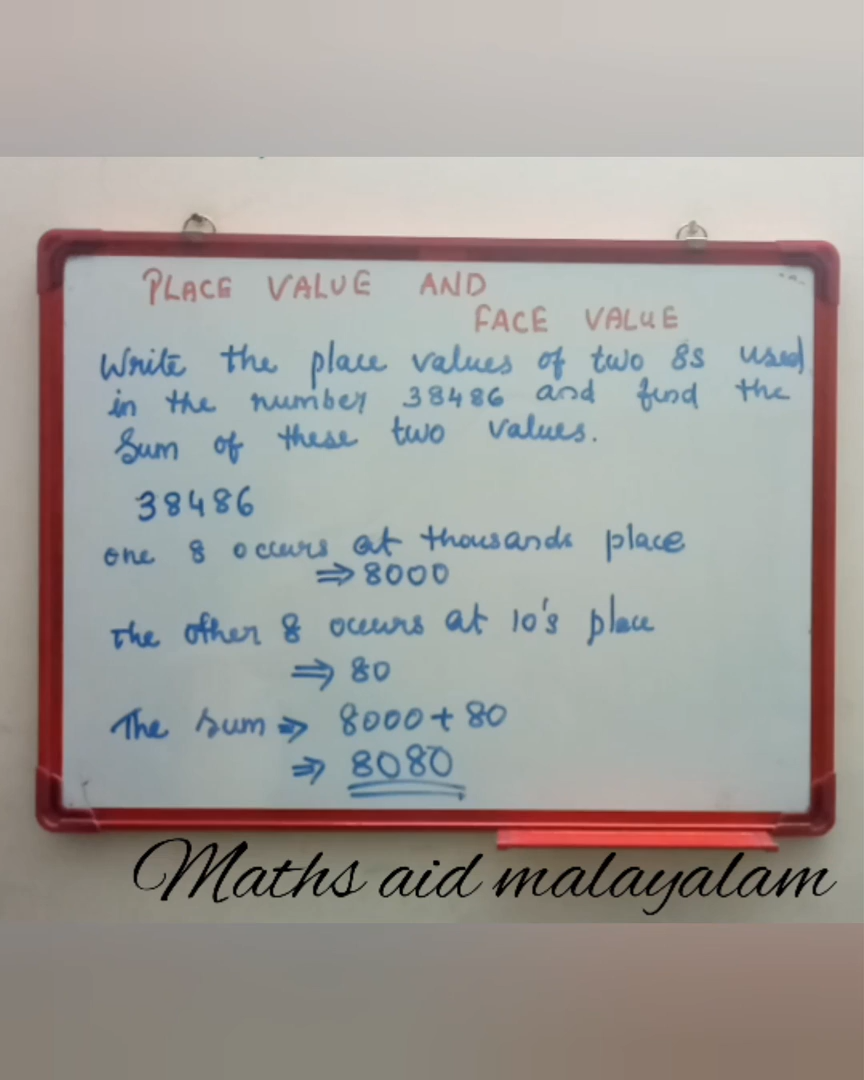 PLACE VALUE AND
FACE VALUE
Write the place values of two 8s used
in the number 38486 and find the
Sum of these two values.
38486
one 8 occurs at thousands place
⇒ 8000
The other 8 occurs at 10's place
⇒ 80
The sum ⇒ 8000 + 80
⇒ 8080
Maths aid malayalam